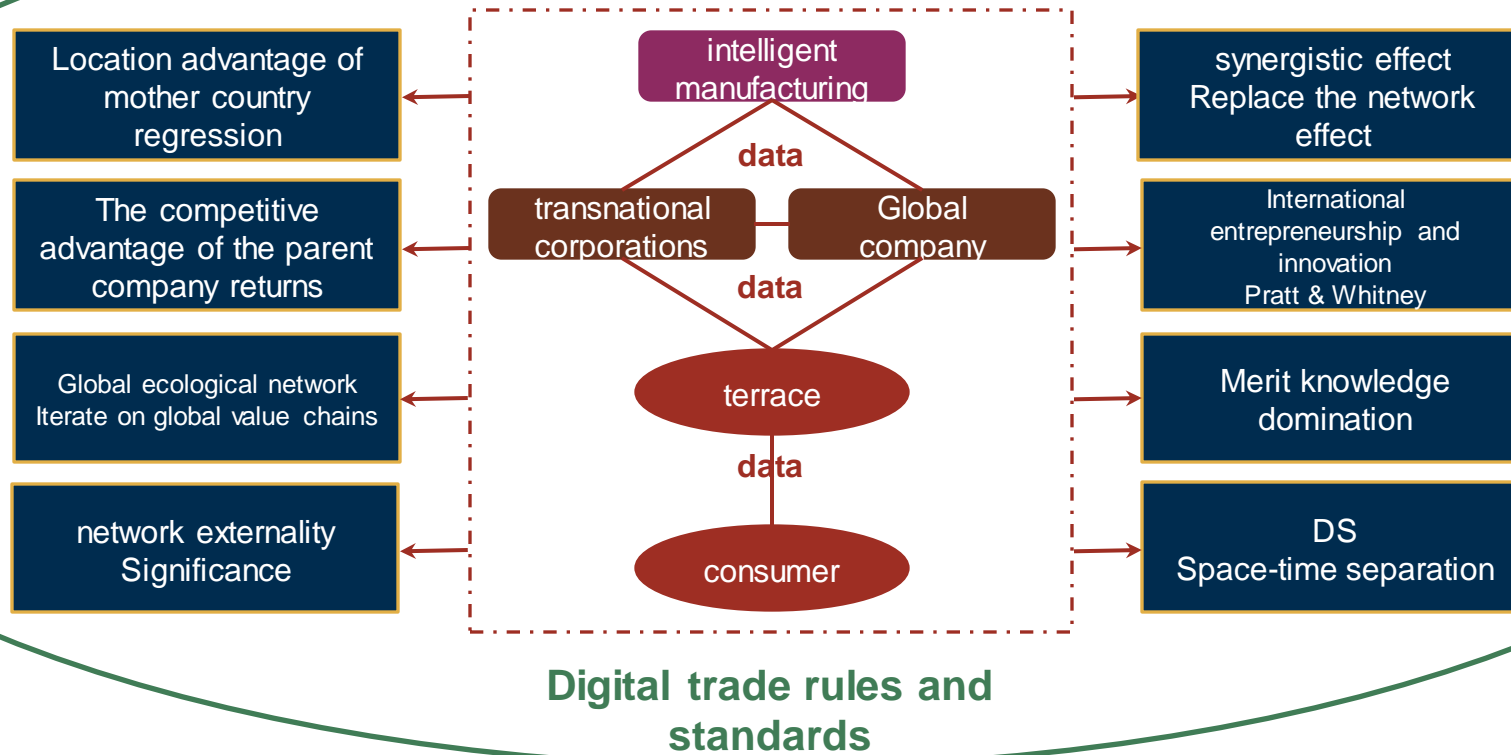 Location advantage of
mother country
regression
The competitive
advantage of the parent
company returns
Global ecological network
Iterate on global value chains
network externality
Significance
intelligent
manufacturing
data
transnational
corporations
Global
company
data
terrace
data
consumer
synergistic effect
Replace the network
effect
International
entrepreneurship and
innovation
Pratt & Whitney
Merit knowledge
domination
DS
Space-time separation
Digital trade rules and
standards